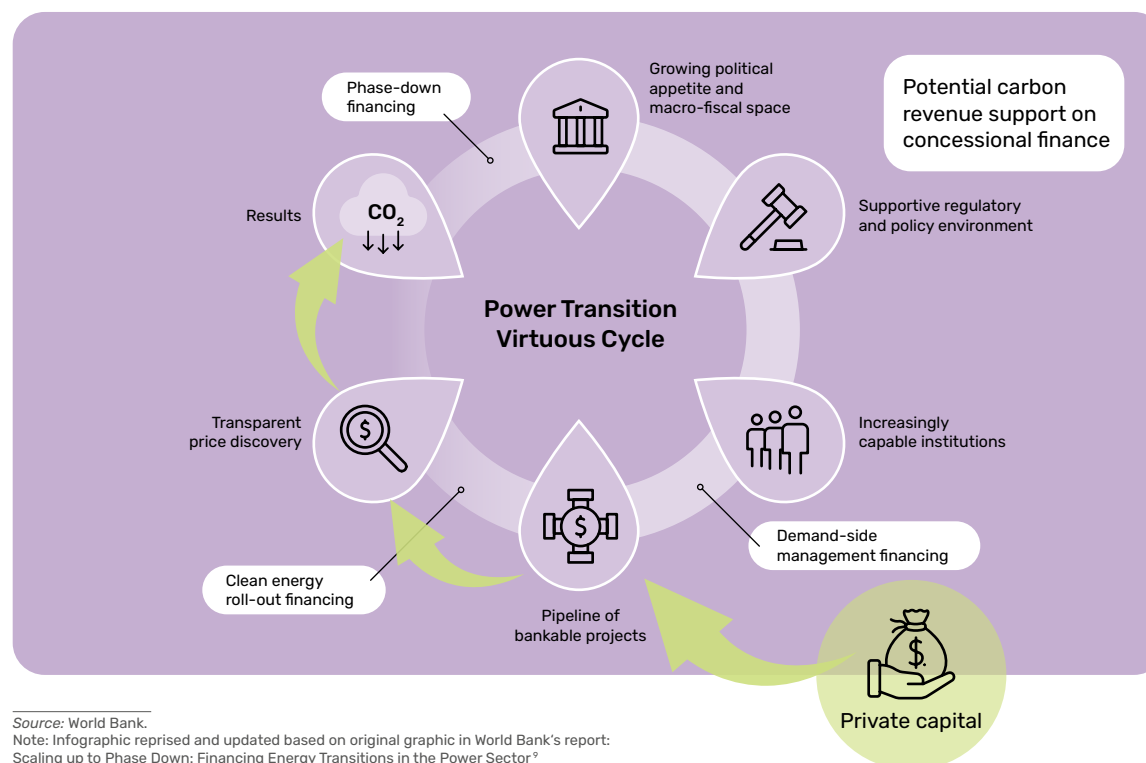 Phase-down
financing
Growing political
appetite and
macro-fiscal space
Potential carbon
revenue support on
concessional finance
Results
CO2
Supportive regulatory
and policy environment
Power Transition
Virtuous Cycle
Transparent
price discovery
$
Increasingly
capable institutions
$
Clean energy
roll-out financing
Demand-side
management financing
Pipeline of
bankable projects
$
Private capital
Source: World Bank.
Note: Infographic reprised and updated based on original graphic in World Bank's report:
Scaling up to Phase Down: Financing Energy Transitions in the Power Sector⁹